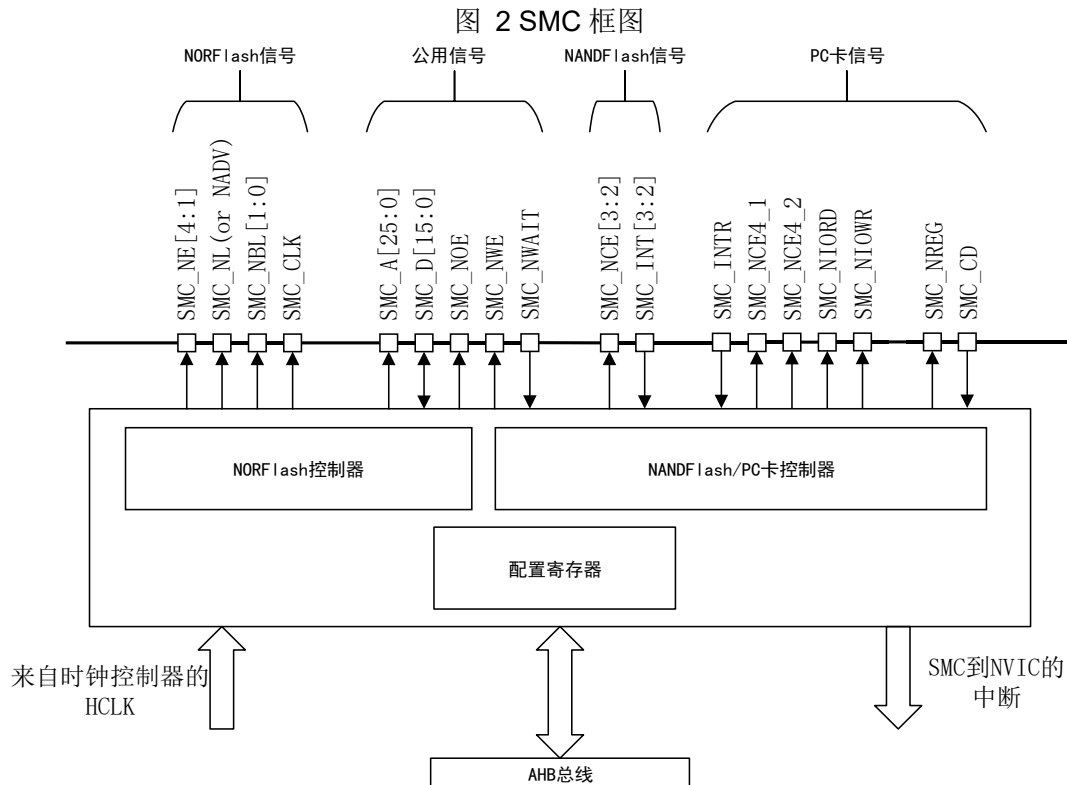 图 2 SMC 框图
NORFlash信号
公用信号
NANDFlash信号
PC卡信号
SMC_NE[4:1]
SMC_NL(or NADV)
SMC_NBL[1:0]
SMC_CLK
SMC_A[25:0]
SMC_D[15:0]
SMC_NOE
SMC_NWE
SMC_NWAIT
SMC_NCE[3:2]
SMC_INT[3:2]
SMC_INTR
SMC_NCE4_1
SMC_NCE4_2
SMC_NIORD
SMC_NIOWR
SMC_NREG
SMC_CD
NORFlash控制器
NANDFlash/PC卡控制器
配置寄存器
来自时钟控制器的
HCLK
SMC到NVIC的
中断
AHB总线